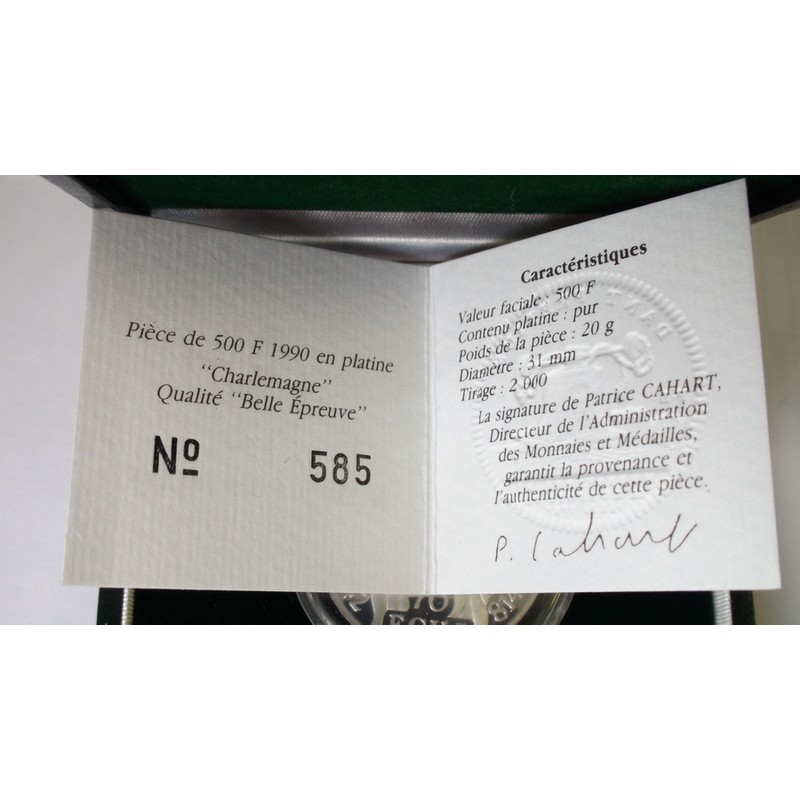 Pièce de 500 F 1990 en platine
"Charlemagne"
Qualité "Belle Épreuve"
Nº 585
Caractéristiques
Valeur faciale : 500 F
Contenu platine : pur
Poids de la pièce : 20 g
Diamètre : 31 mm
Tirage : 2 000
La signature de Patrice CAHART,
Directeur de l'Administration
des Monnaies et Médailles,
garantit la provenance et
l'authenticité de cette pièce.
P. Cahart
70
ECUS